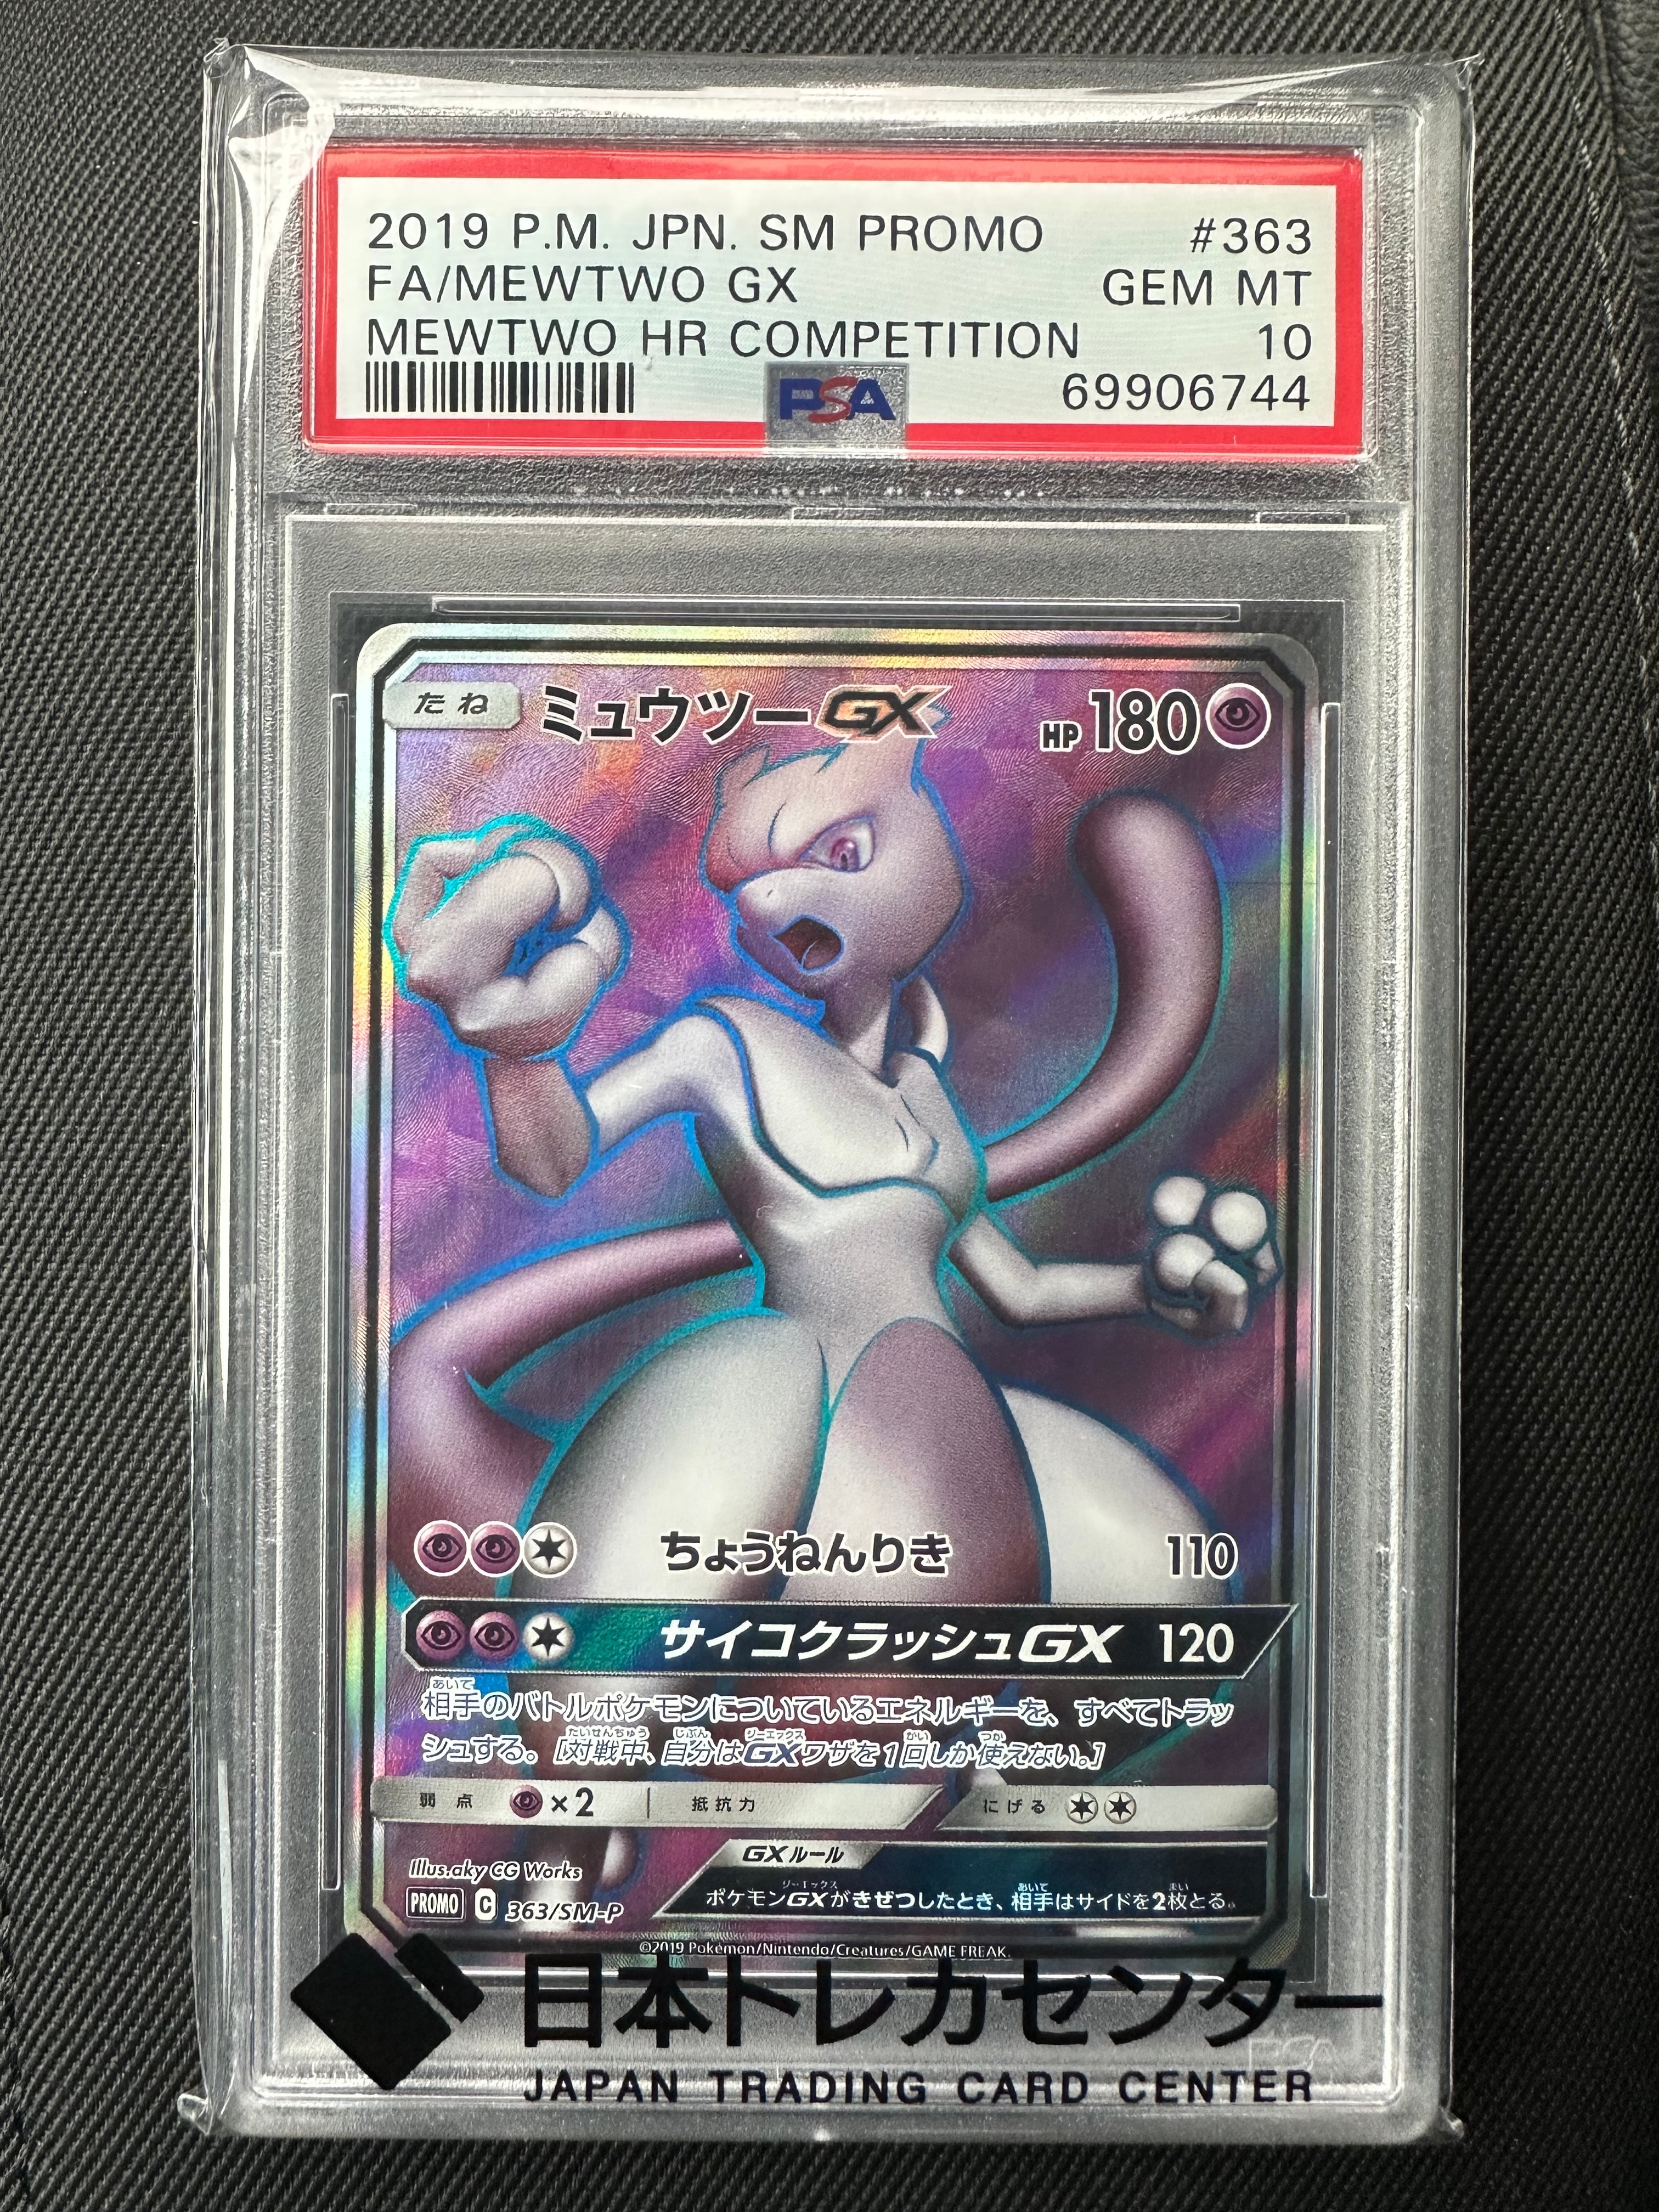 2019 P.M. JPN. SM PROMO #363
FA/MEWTWO GX GEM MT
MEWTWO HR COMPETITION 10
PSA 69906744
たね ミュウツーGX HP 180
ちょうねんりき 110
サイコクラッシュGX 120
相手のバトルポケモンについているエネルギーを、すべてトラッ
シュする。[対戦中、自分はGXワザを1回しか使えない。]
弱点 ×2 抵抗力 にげる
GXルール
Illus.aky CG Works
ポケモンGXがきぜつしたとき、相手はサイドを2枚とる。
PROMO C 363/SM-P
©2019 Pokémon/Nintendo/Creatures/GAME FREAK.
日本トレカセンター
PSA
JAPAN TRADING CARD CENTER